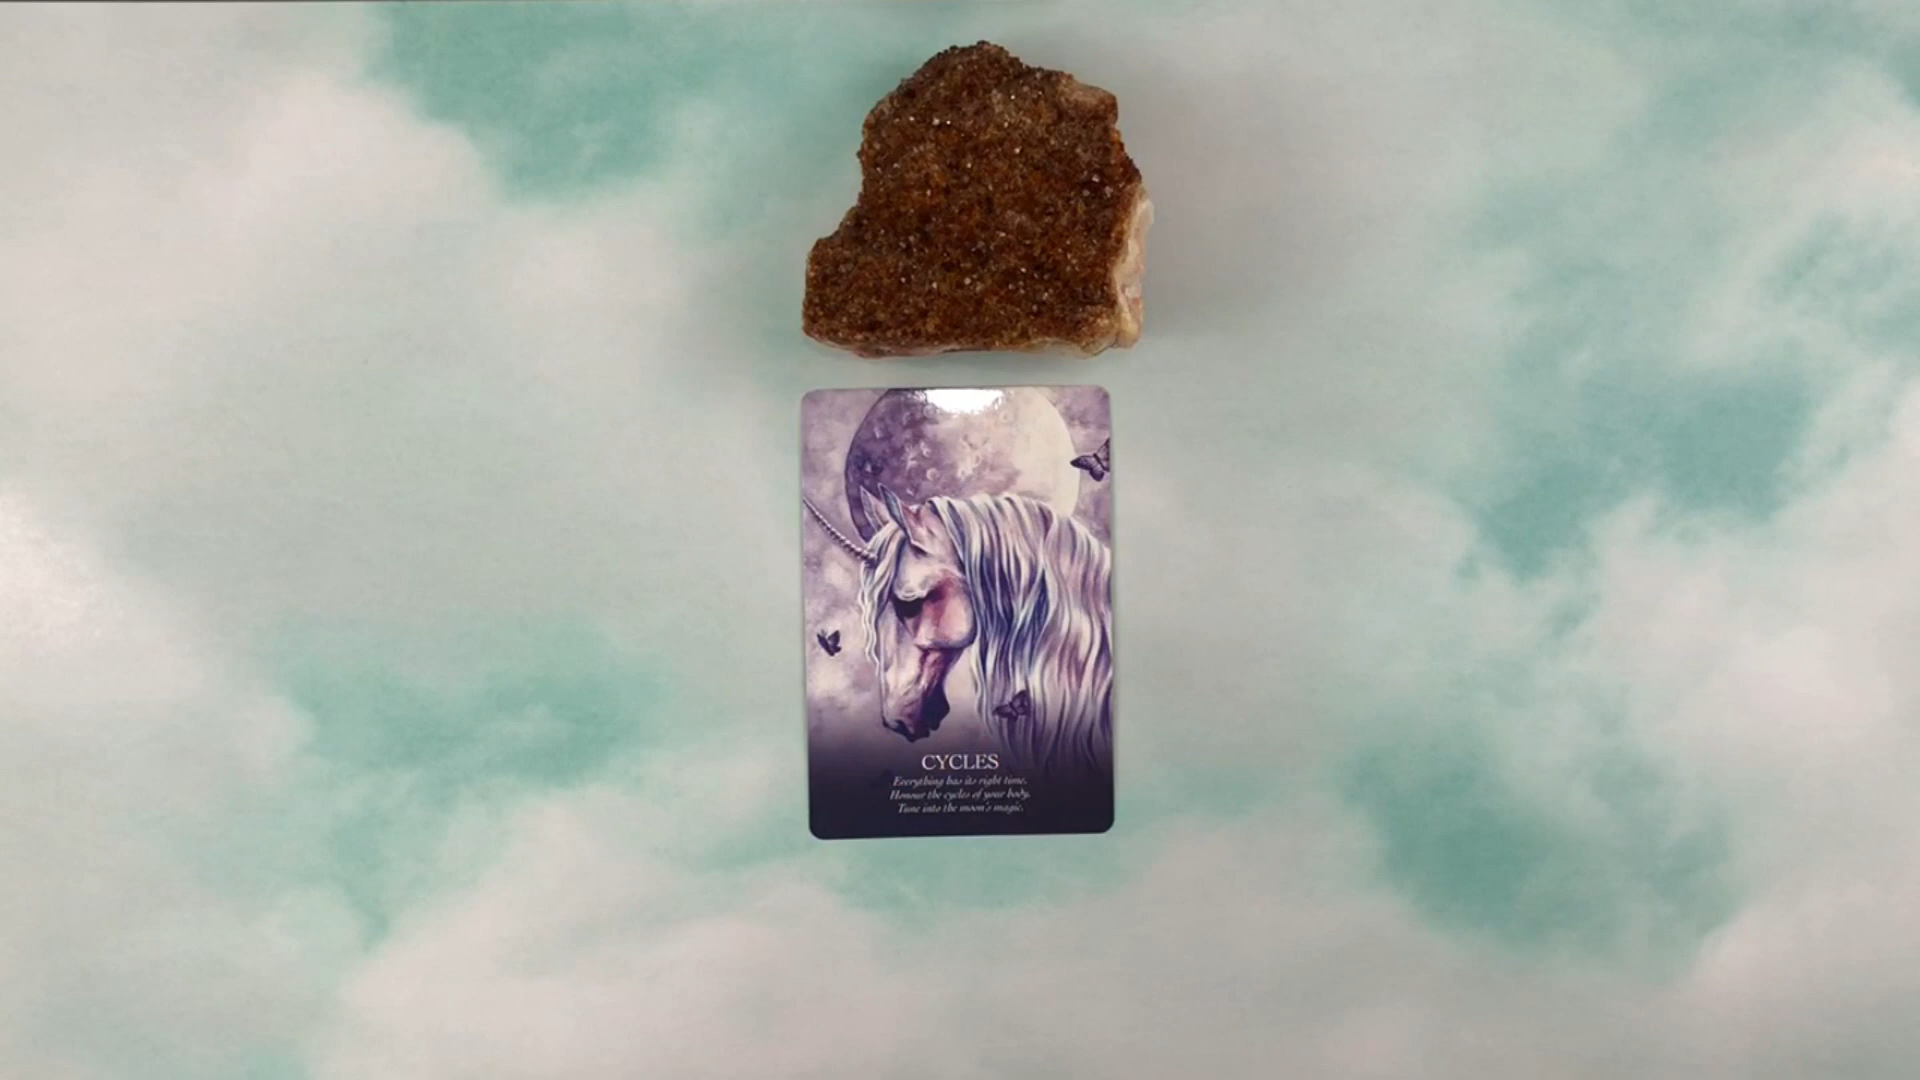 CYCLES
Everything has its right time.
Honour the cycles of your body.
Tune into the moon's magic.